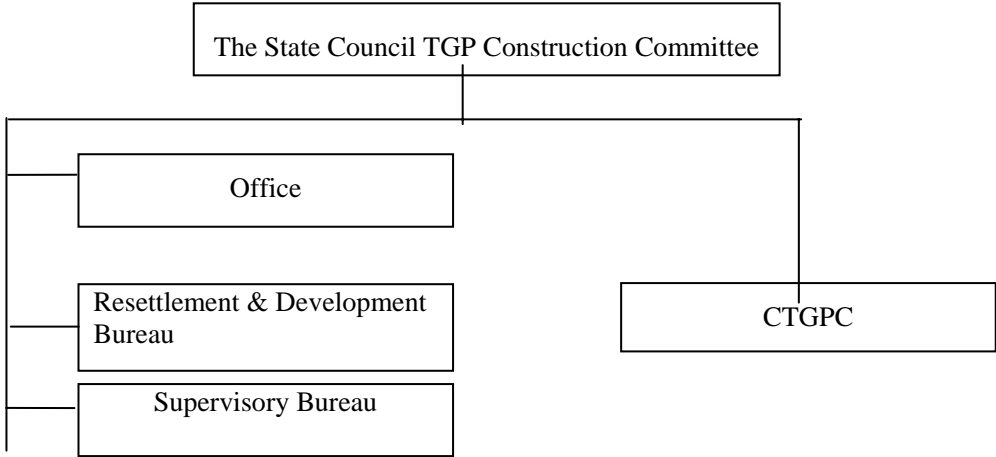 The State Council TGP Construction Committee
Office
Resettlement & Development
Bureau
CTGPC
Supervisory Bureau